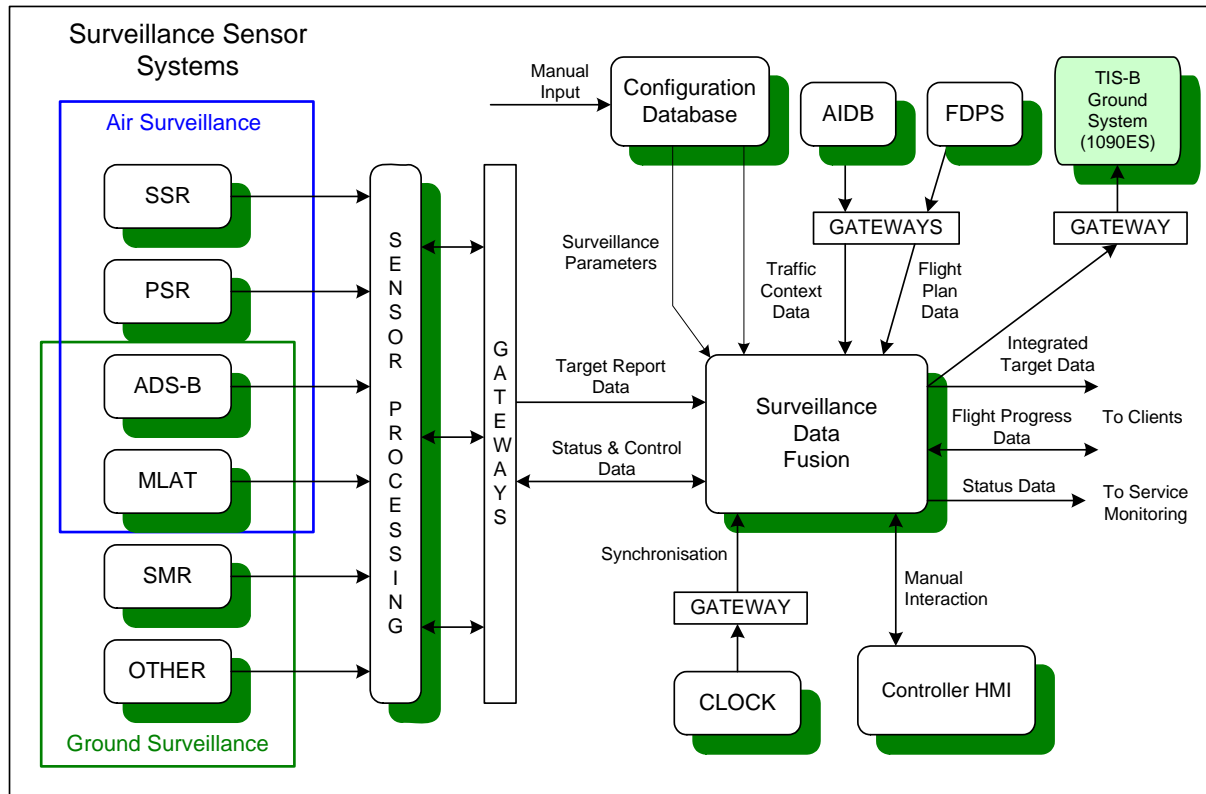 Surveillance Sensor
Systems
Air Surveillance
SSR
PSR
ADS-B
MLAT
SMR
OTHER
Ground Surveillance
SENSOR PROCESSING
GATEWAYS
Manual
Input
Configuration
Database
AIDB
FDPS
TIS-B
Ground
System
(1090ES)
GATEWAYS
GATEWAY
Surveillance
Parameters
Traffic
Context
Data
Flight
Plan
Data
Target Report
Data
Status & Control
Data
Surveillance
Data
Fusion
Integrated
Target Data
Flight Progress
Data
To Clients
Status Data
To Service
Monitoring
Synchronisation
GATEWAY
CLOCK
Manual
Interaction
Controller HMI